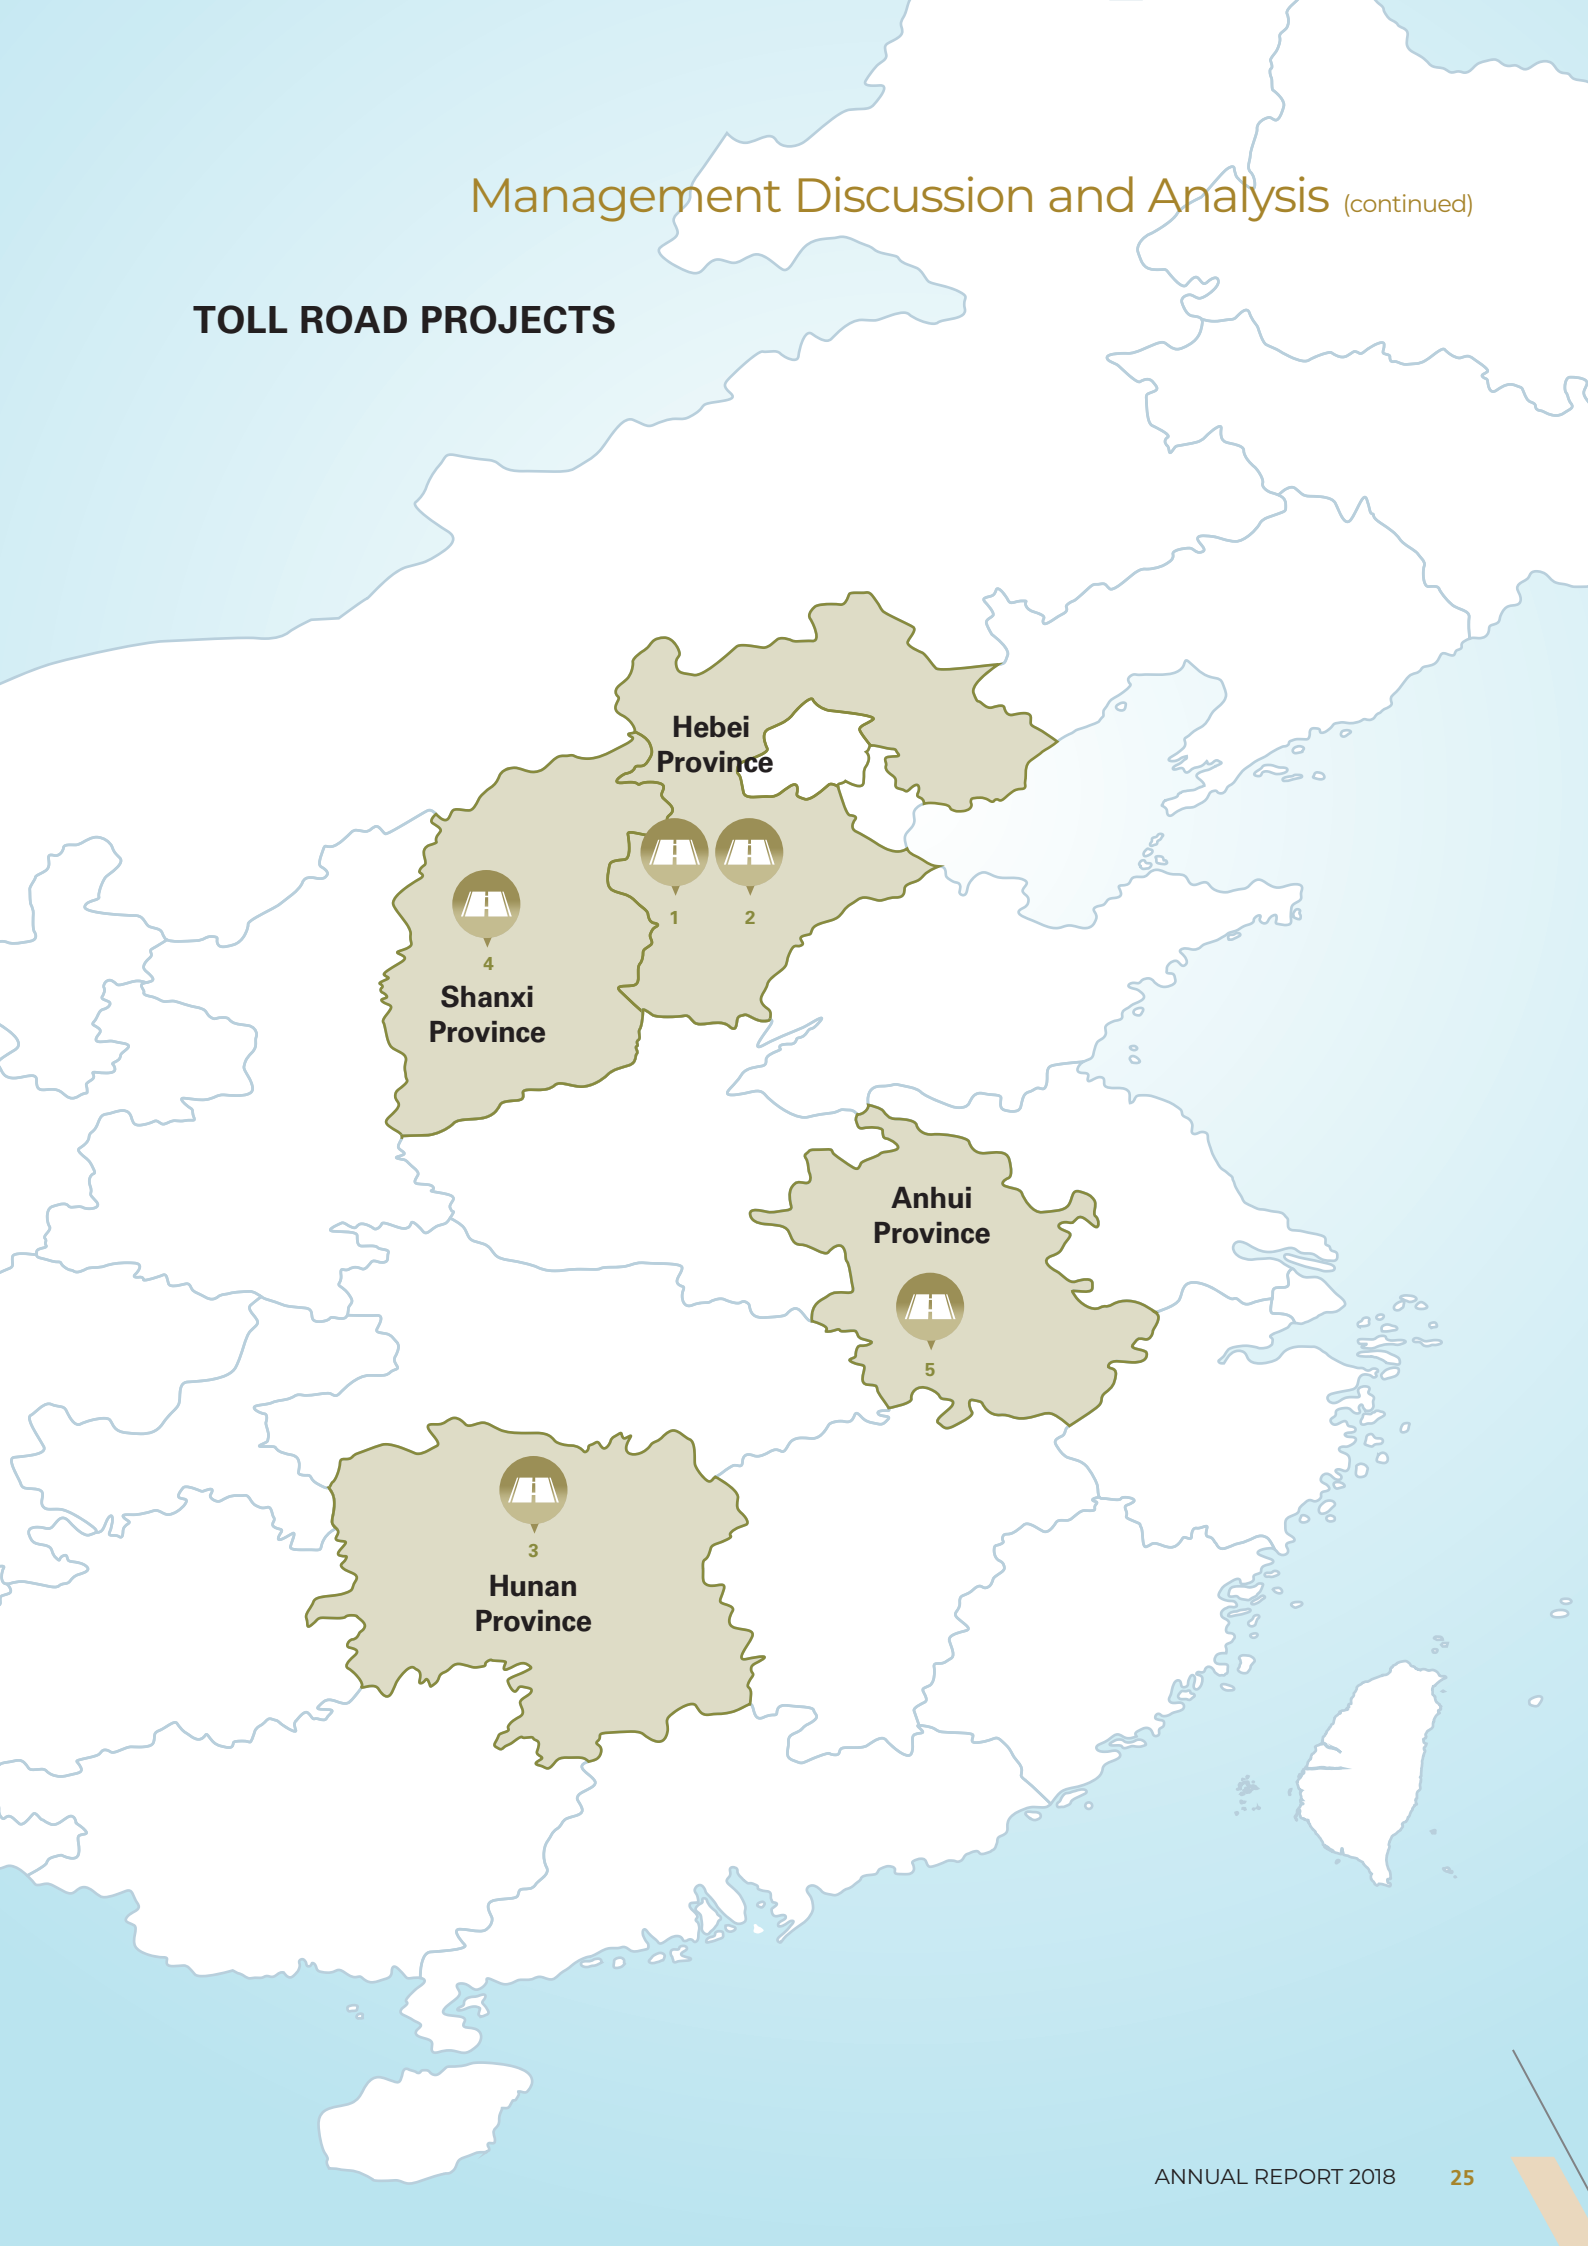 Management Discussion and Analysis (continued)
TOLL ROAD PROJECTS
Hebei
Province
1
2
4
Shanxi
Province
Anhui
Province
5
3
Hunan
Province
ANNUAL REPORT 2018 25